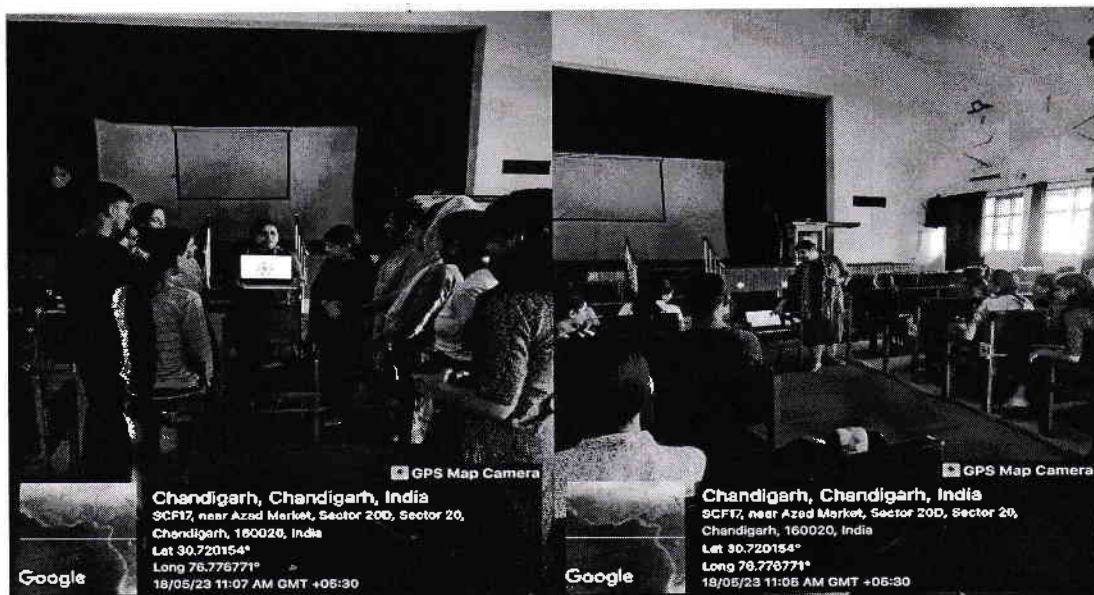 GPS Map Camera
Chandigarh, Chandigarh, India
SCF17, near Azad Market, Sector 20D, Sector 20,
Chandigarh, 160020, India
Lat 30.720154°
Long 76.776771°
18/05/23 11:07 AM GMT +05:30
Google
GPS Map Camera
Chandigarh, Chandigarh, India
SCF17, near Azad Market, Sector 20D, Sector 20,
Chandigarh, 160020, India
Lat 30.720154°
Long 76.776771°
18/05/23 11:05 AM GMT +05:30
Google